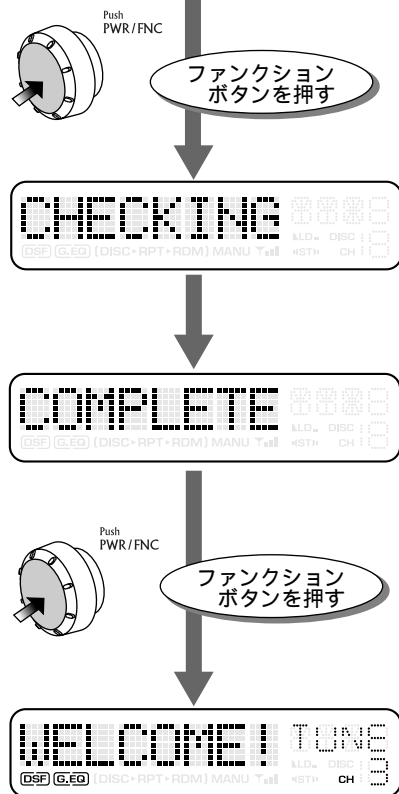 Push
PWR/FNC
ファンクション
ボタンを押す
CHECKING
LD DISC
DSF G.EQ (DISC▸RPT▸RDM) MANU ST CH
COMPLETE
LD DISC
DSF G.EQ (DISC▸RPT▸RDM) MANU ST CH
Push
PWR/FNC
ファンクション
ボタンを押す
WELCOME! TUNE
LD DISC
DSF G.EQ (DISC▸RPT▸RDM) MANU ST CH 3